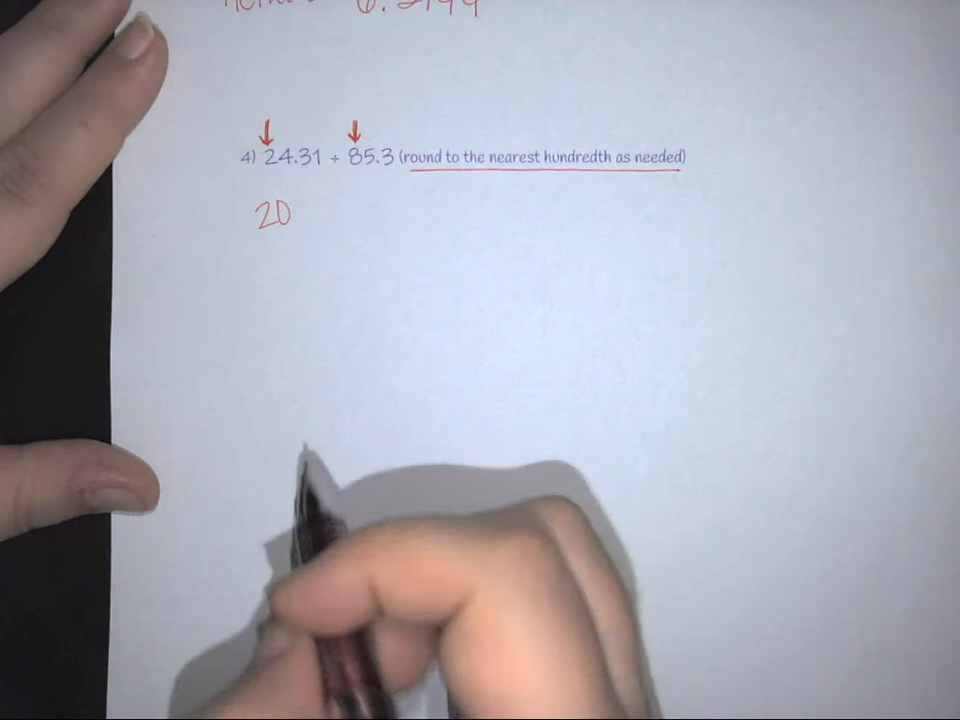 4) 24.31 ÷ 85.3 (round to the nearest hundredth as needed)
20